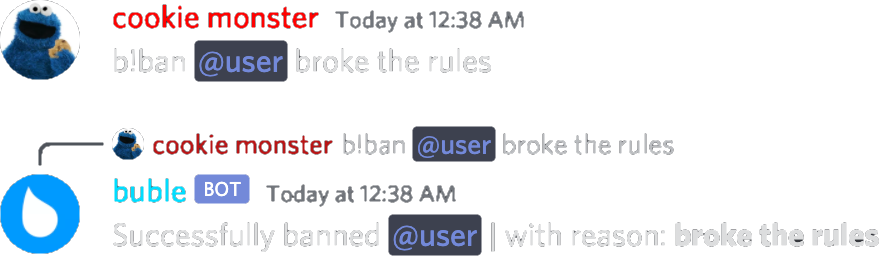 cookie monster Today at 12:38 AM
b!ban @user broke the rules
cookie monster b!ban @user broke the rules
buble BOT Today at 12:38 AM
Successfully banned @user | with reason: broke the rules